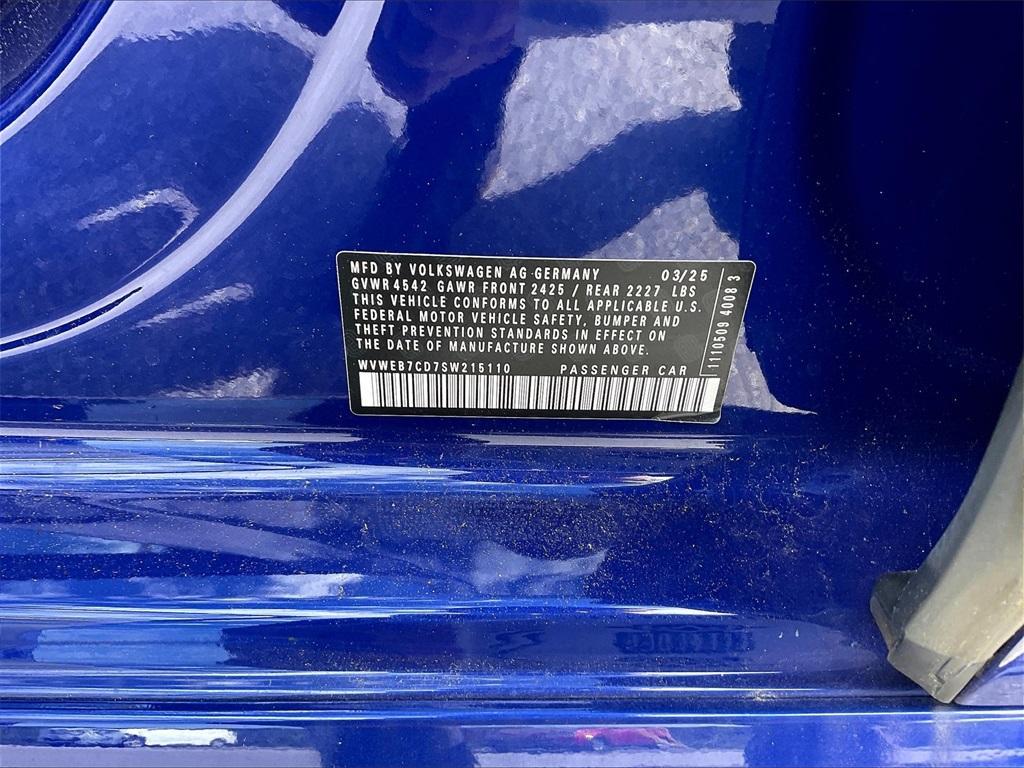 MFD BY VOLKSWAGEN AG GERMANY 03/25
GVWR 4542 GAWR FRONT 2425 / REAR 2227 LBS
THIS VEHICLE CONFORMS TO ALL APPLICABLE U.S.
FEDERAL MOTOR VEHICLE SAFETY, BUMPER AND
THEFT PREVENTION STANDARDS IN EFFECT ON
THE DATE OF MANUFACTURE SHOWN ABOVE.
WVWEB7CD7SW215110 PASSENGER CAR
1110509 4008 3